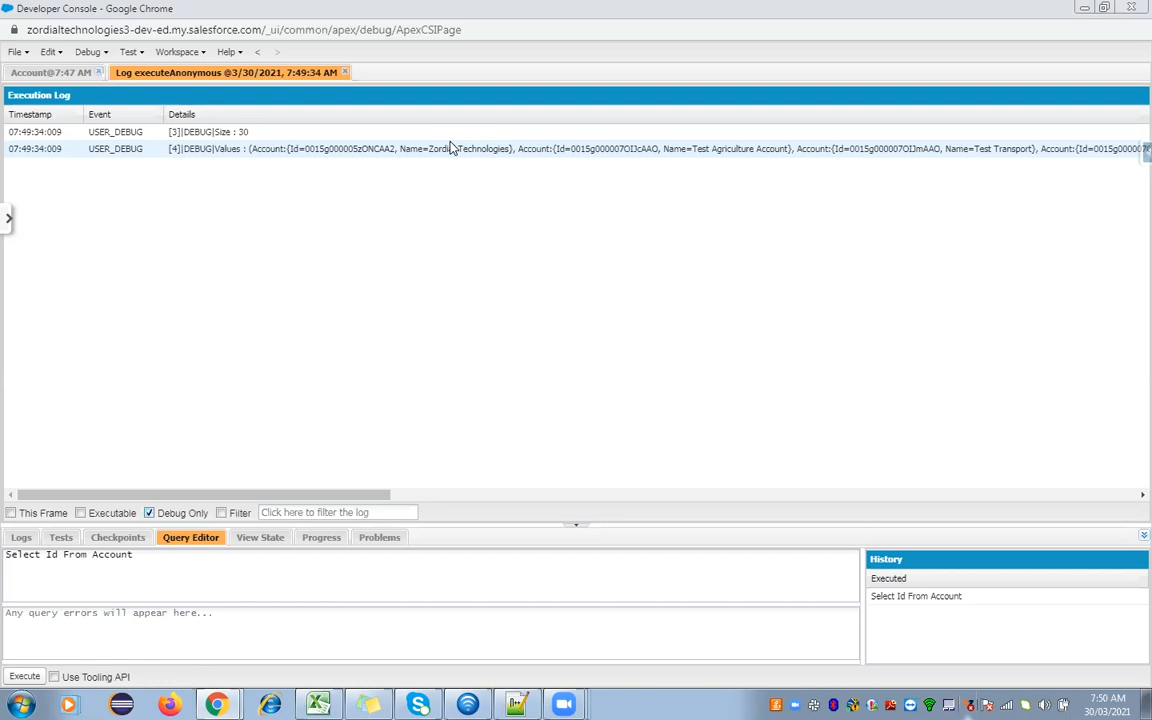 Developer Console - Google Chrome
zordialtechnologies3-dev-ed.my.salesforce.com/_ui/common/apex/debug/ApexCSIPage
File Edit Debug Test Workspace Help < >
Account@7:47 AM Log executeAnonymous @3/30/2021, 7:49:34 AM
Execution Log
Timestamp Event Details
07:49:34:009 USER_DEBUG [3]|DEBUG|Size : 30
07:49:34:009 USER_DEBUG [4]|DEBUG|Values : (Account:{Id=0015g000005zONCAA2, Name=Zordial Technologies}, Account:{Id=0015g000007OIJcAAO, Name=Test Agriculture Account}, Account:{Id=0015g000007OIJmAAO, Name=Test Transport}, Account:{Id=0015g000007
This Frame Executable Debug Only Filter Click here to filter the log
Logs Tests Checkpoints Query Editor View State Progress Problems
Select Id From Account
Any query errors will appear here...
History
Executed
Select Id From Account
Execute Use Tooling API
7:50 AM
30/03/2021